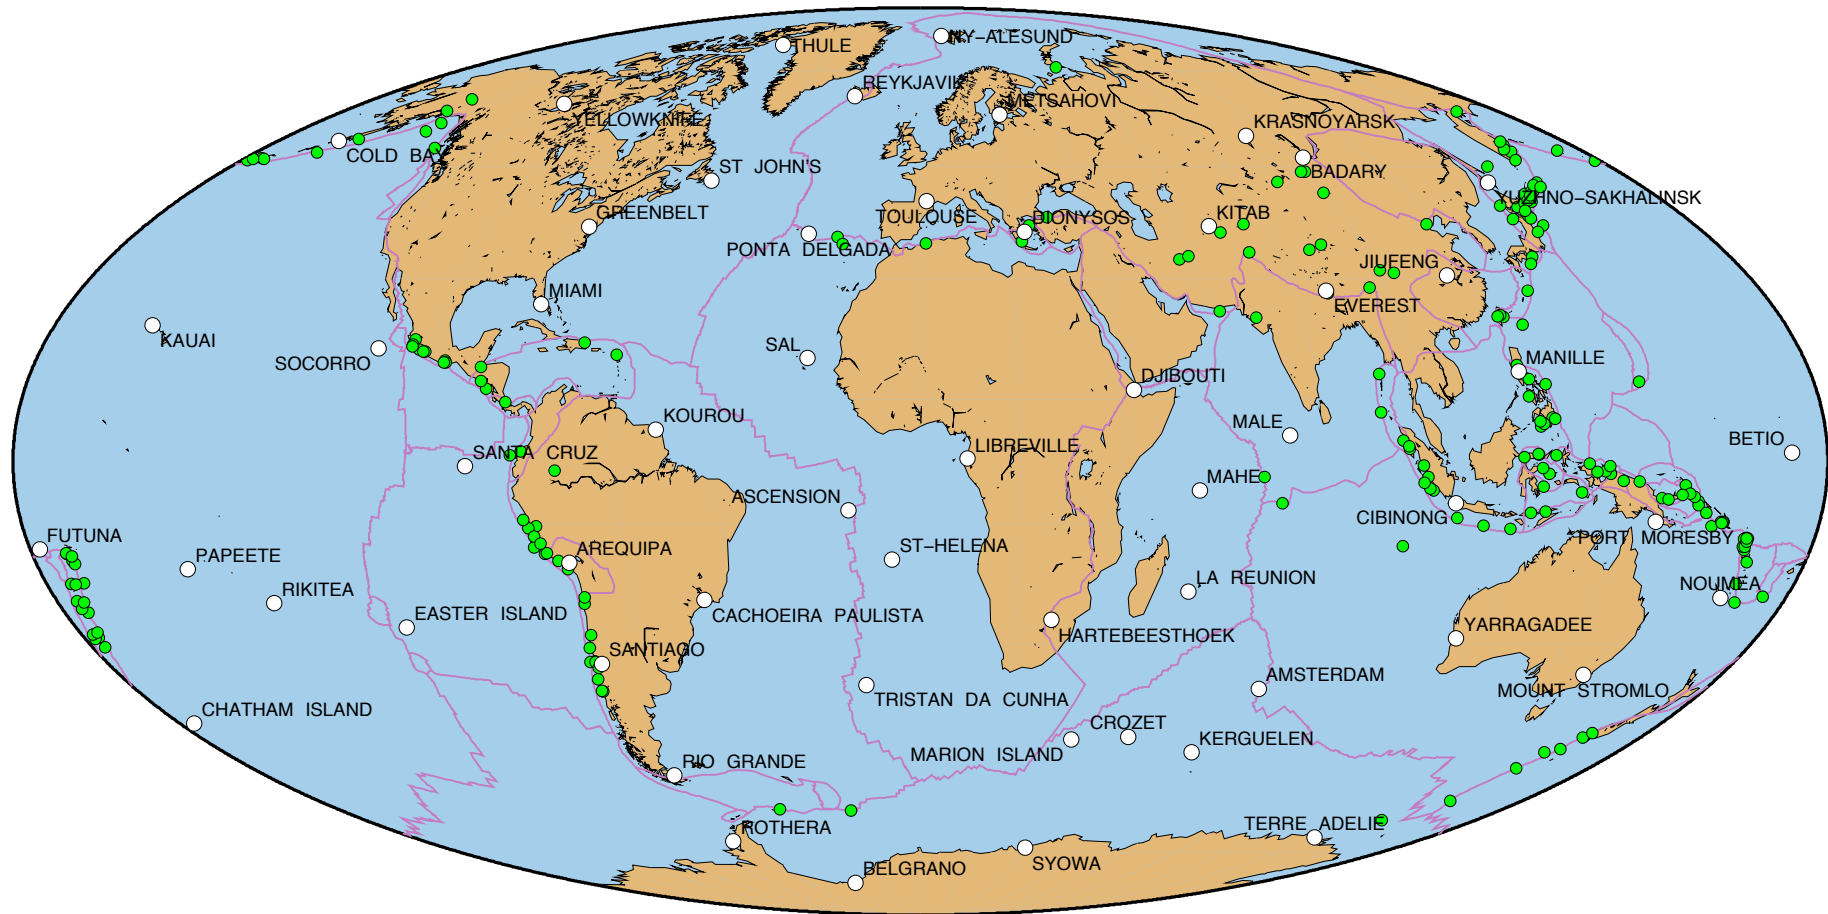 THULE
NY-ALESUND
REYKJAVIK
METSAHOVI
YELLOWKNIFE
KRASNOYARSK
COLD BAY
ST JOHN'S
BADARY
YUZHNO-SAKHALINSK
GREENBELT
TOULOUSE
DIONYSOS
KITAB
PONTA DELGADA
JIUFENG
MIAMI
EVEREST
KAUAI
SOCORRO
SAL
MANILLE
DJIBOUTI
KOUROU
MALE
LIBREVILLE
BETIO
SANTA CRUZ
MAHE
ASCENSION
CIBINONG
FUTUNA
PORT MORESBY
PAPEETE
AREQUIPA
ST-HELENA
LA REUNION
NOUMEA
RIKITEA
EASTER ISLAND
CACHOEIRA PAULISTA
YARRAGADEE
HARTEBEESTHOEK
SANTIAGO
AMSTERDAM
MOUNT STROMLO
TRISTAN DA CUNHA
CHATHAM ISLAND
CROZET
KERGUELEN
MARION ISLAND
RIO GRANDE
ROTHERA
TERRE ADELIE
SYOWA
BELGRANO